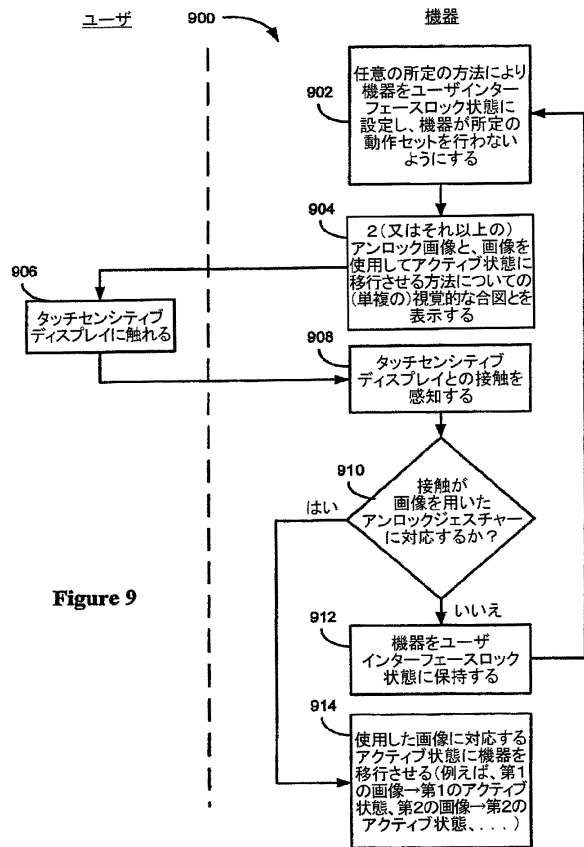 ユーザ
900
機器
902
任意の所定の方法により
機器をユーザインター
フェースロック状態に
設定し、機器が所定の
動作セットを行わない
ようにする
904
2(又はそれ以上の)
アンロック画像と、画像を
使用してアクティブ状態に
移行させる方法についての
(単複の)視覚的な合図とを
表示する
906
タッチセンシティブ
ディスプレイに触れる
908
タッチセンシティブ
ディスプレイとの接触を
感知する
910
接触が
画像を用いた
アンロックジェスチャー
に対応するか?
はい
いいえ
Figure 9
912
機器をユーザ
インターフェースロック
状態に保持する
914
使用した画像に対応する
アクティブ状態に機器を
移行させる(例えば、第1
の画像→第1のアクティブ
状態、第2の画像→第2の
アクティブ状態、....)